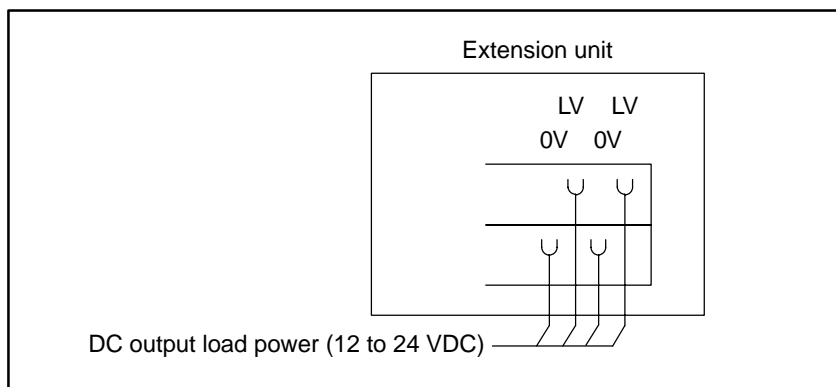 Extension unit
LV LV
0V 0V
DC output load power (12 to 24 VDC)